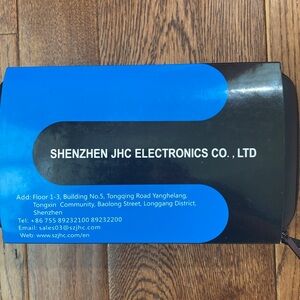 SHENZHEN JHC ELECTRONICS CO. , LTD
Add: Floor 1-3, Building No.5, Tongqing Road Yanghelang,
Tongxin Community, Baolong Street, Longgang District,
Shenzhen
Tel: +86 755 89232100 89232200
Email: sales03@szjhc.com
Web: www.szjhc.com/en